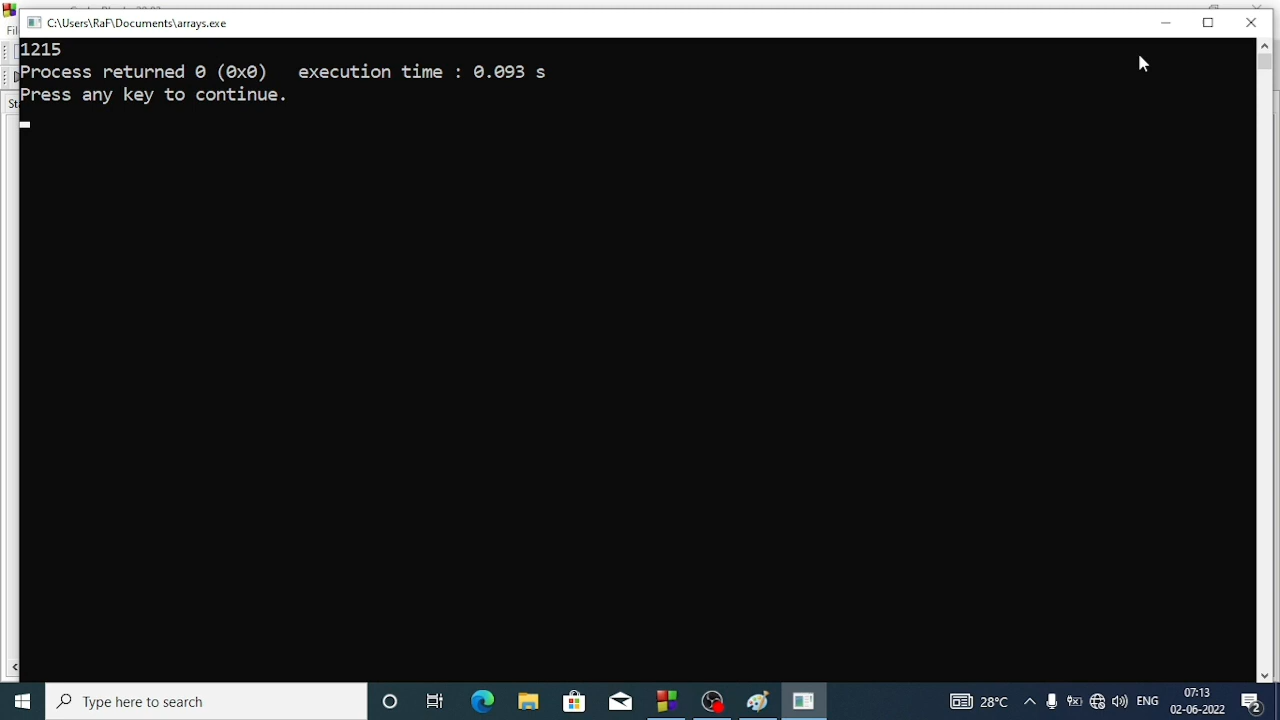 C:\Users\RaF\Documents\arrays.exe
Fil
1215
Process returned 0 (0x0)   execution time : 0.093 s
Press any key to continue.
Type here to search
28°C
ENG
07:13
02-06-2022
2